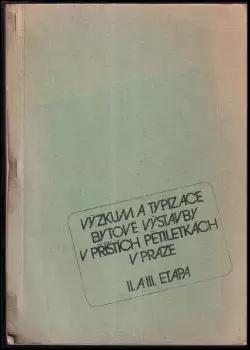 VÝZKUM A TYPIZACE
BYTOVÉ VÝSTAVBY
V PŘÍŠTÍCH PĚTILETKÁCH
V PRAZE
II. A III. ETAPA